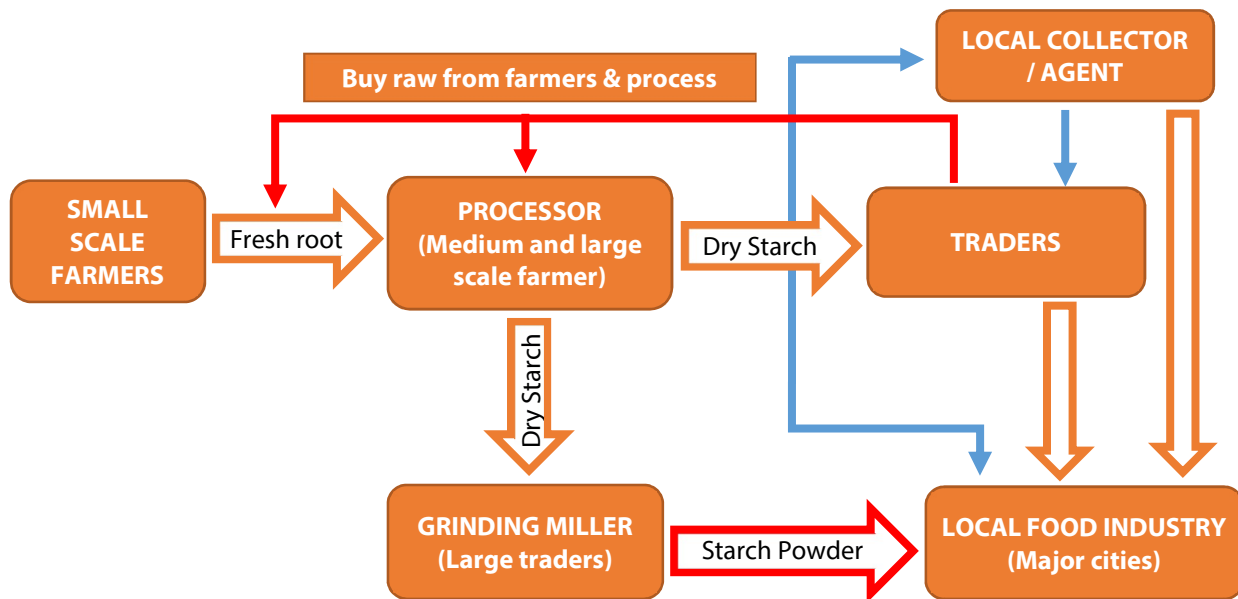 LOCAL COLLECTOR
/ AGENT
Buy raw from farmers & process
SMALL
SCALE
FARMERS
Fresh root
PROCESSOR
(Medium and large
scale farmer)
Dry Starch
TRADERS
Dry Starch
GRINDING MILLER
(Large traders)
Starch Powder
LOCAL FOOD INDUSTRY
(Major cities)